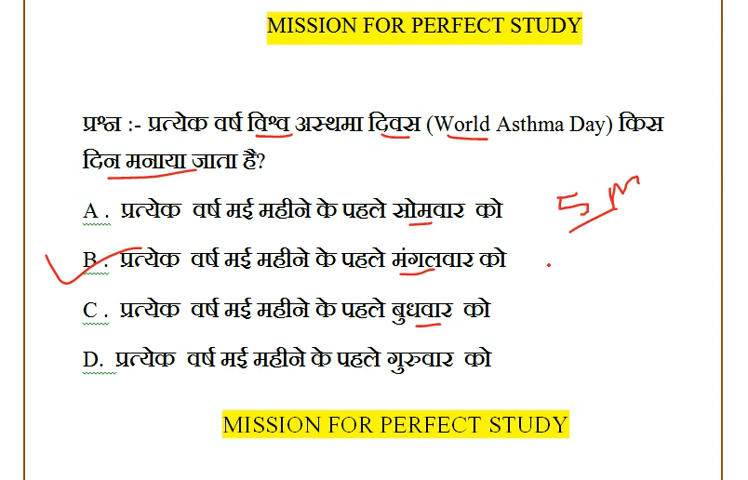 MISSION FOR PERFECT STUDY
प्रश्न :- प्रत्येक वर्ष विश्व अस्थमा दिवस (World Asthma Day) किस
दिन मनाया जाता है?
A . प्रत्येक वर्ष मई महीने के पहले सोमवार को
5 m
B . प्रत्येक वर्ष मई महीने के पहले मंगलवार को
C . प्रत्येक वर्ष मई महीने के पहले बुधवार को
D. प्रत्येक वर्ष मई महीने के पहले गुरुवार को
MISSION FOR PERFECT STUDY